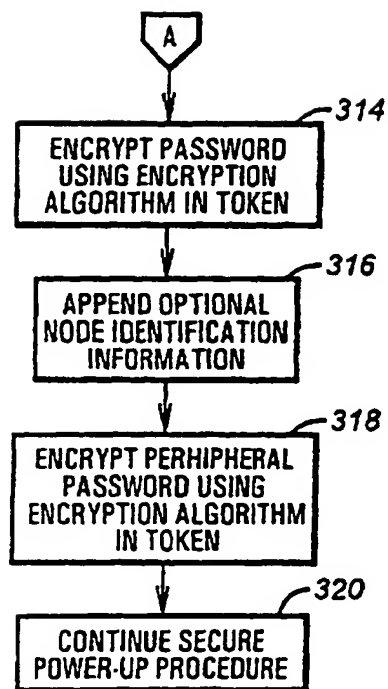 A
314
ENCRYPT PASSWORD
USING ENCRYPTION
ALGORITHM IN TOKEN
316
APPEND OPTIONAL
NODE IDENTIFICATION
INFORMATION
318
ENCRYPT PERHIPHERAL
PASSWORD USING
ENCRYPTION ALGORITHM
IN TOKEN
320
CONTINUE SECURE
POWER-UP PROCEDURE